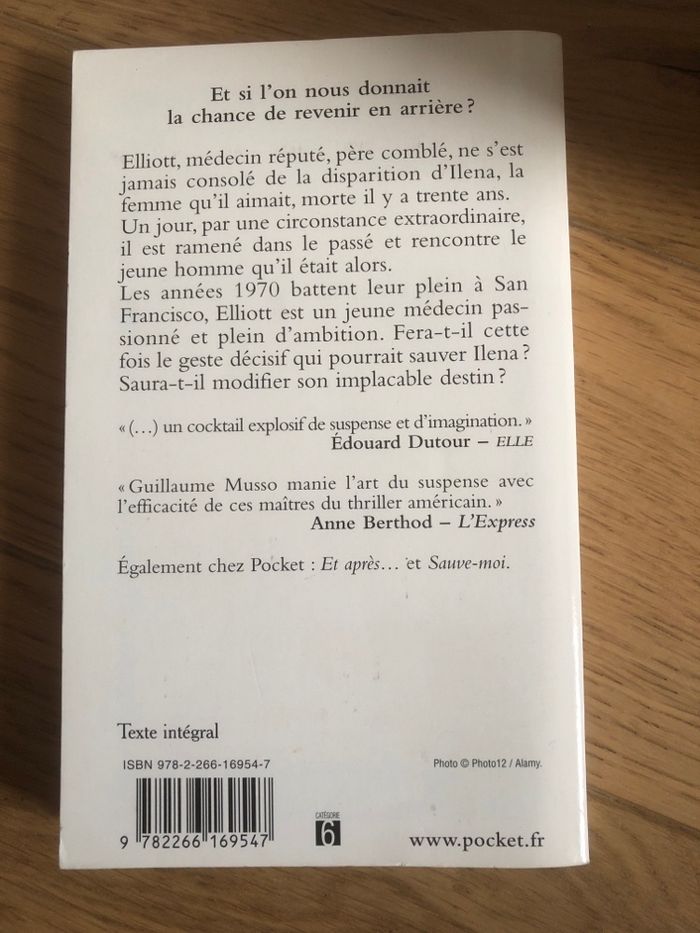 Et si l'on nous donnait
la chance de revenir en arrière ?
Elliott, médecin réputé, père comblé, ne s'est
jamais consolé de la disparition d'Ilena, la
femme qu'il aimait, morte il y a trente ans.
Un jour, par une circonstance extraordinaire,
il est ramené dans le passé et rencontre le
jeune homme qu'il était alors.
Les années 1970 battent leur plein à San
Francisco, Elliott est un jeune médecin pas-
sionné et plein d'ambition. Fera-t-il cette
fois le geste décisif qui pourrait sauver Ilena ?
Saura-t-il modifier son implacable destin ?
« (…) un cocktail explosif de suspense et d'imagination. »
Édouard Dutour – ELLE
« Guillaume Musso manie l'art du suspense avec
l'efficacité de ces maîtres du thriller américain. »
Anne Berthod – L'Express
Également chez Pocket : Et après… et Sauve-moi.
Texte intégral
ISBN 978-2-266-16954-7
Photo © Photo12 / Alamy.
9 782266 169547
CATÉGORIE
6
www.pocket.fr